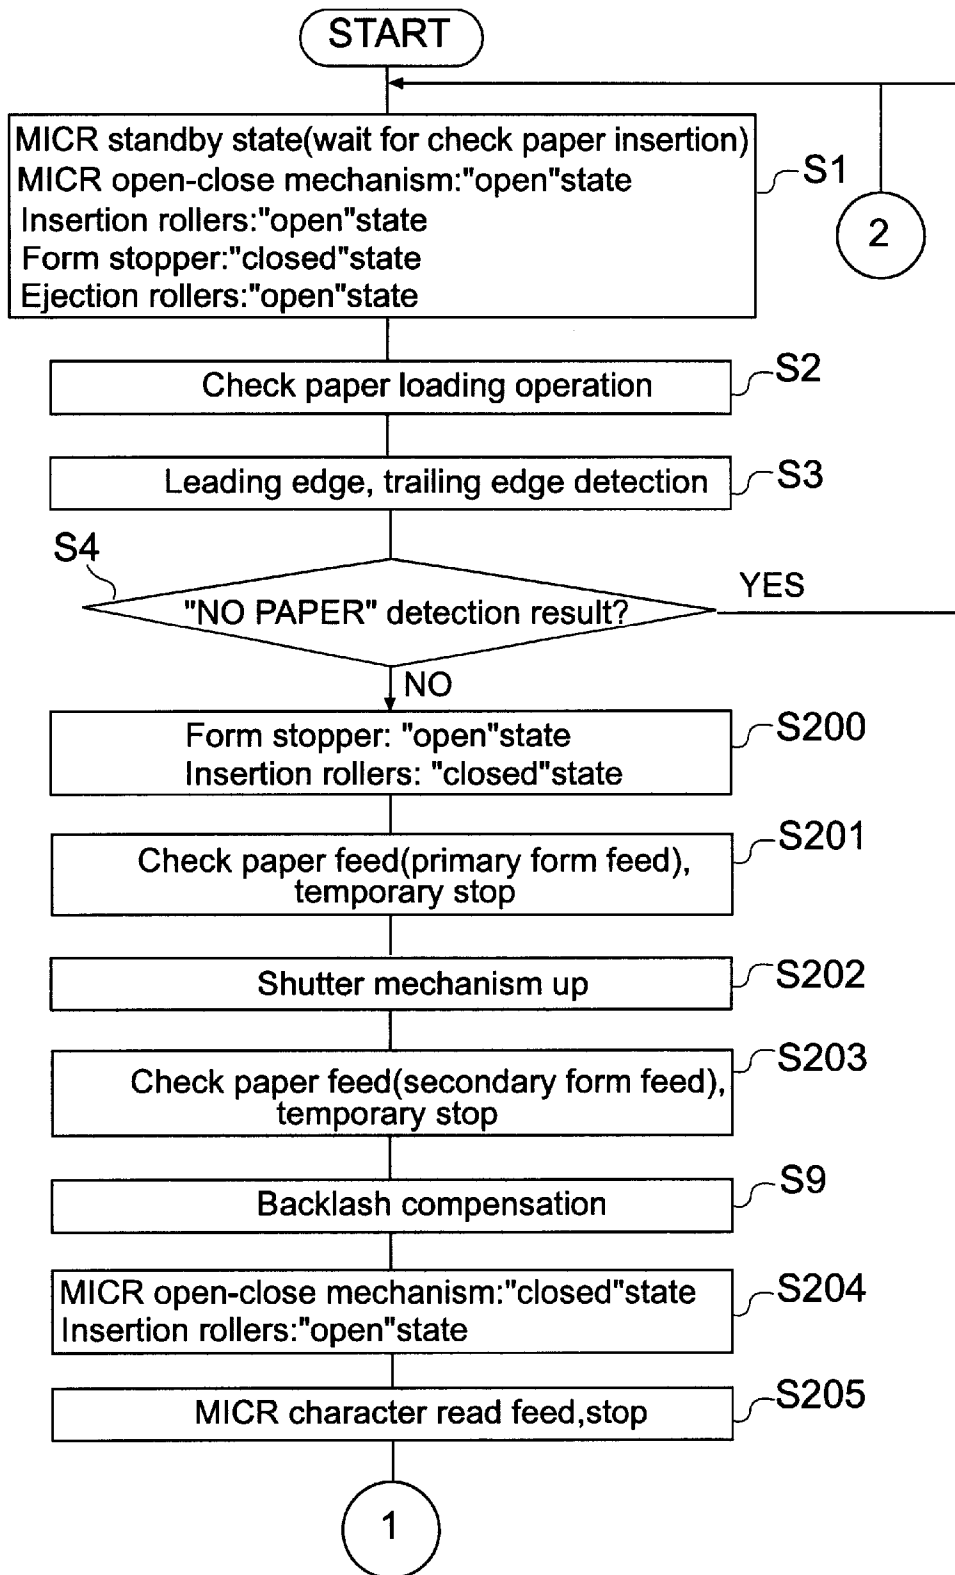 START
MICR standby state(wait for check paper insertion)
MICR open-close mechanism:"open"state
Insertion rollers:"open"state
Form stopper:"closed"state
Ejection rollers:"open"state
S1
2
Check paper loading operation
S2
Leading edge, trailing edge detection
S3
S4
"NO PAPER" detection result?
YES
NO
Form stopper: "open"state
Insertion rollers: "closed"state
S200
Check paper feed(primary form feed),
temporary stop
S201
Shutter mechanism up
S202
Check paper feed(secondary form feed),
temporary stop
S203
Backlash compensation
S9
MICR open-close mechanism:"closed"state
Insertion rollers:"open"state
S204
MICR character read feed,stop
S205
1